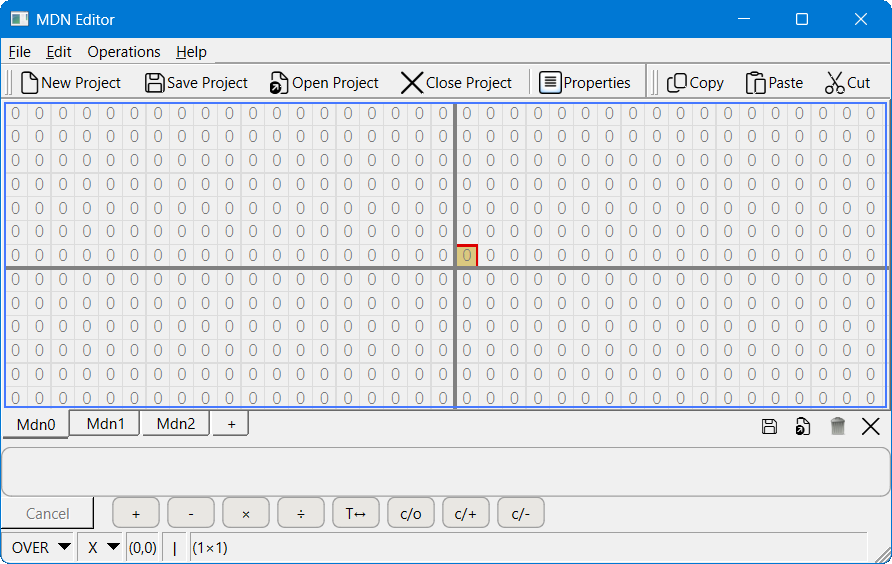 MDN Editor
File Edit Operations Help
New Project Save Project Open Project Close Project Properties Copy Paste Cut
0 0 0 0 0 0 0 0 0 0 0 0 0 0 0 0 0 0 0 0 0 0 0 0 0 0 0 0 0 0 0 0 0 0 0 0 0
0 0 0 0 0 0 0 0 0 0 0 0 0 0 0 0 0 0 0 0 0 0 0 0 0 0 0 0 0 0 0 0 0 0 0 0 0
0 0 0 0 0 0 0 0 0 0 0 0 0 0 0 0 0 0 0 0 0 0 0 0 0 0 0 0 0 0 0 0 0 0 0 0 0
0 0 0 0 0 0 0 0 0 0 0 0 0 0 0 0 0 0 0 0 0 0 0 0 0 0 0 0 0 0 0 0 0 0 0 0 0
0 0 0 0 0 0 0 0 0 0 0 0 0 0 0 0 0 0 0 0 0 0 0 0 0 0 0 0 0 0 0 0 0 0 0 0 0
0 0 0 0 0 0 0 0 0 0 0 0 0 0 0 0 0 0 0 0 0 0 0 0 0 0 0 0 0 0 0 0 0 0 0 0 0
0 0 0 0 0 0 0 0 0 0 0 0 0 0 0 0 0 0 0 0 0 0 0 0 0 0 0 0 0 0 0 0 0 0 0 0 0
0 0 0 0 0 0 0 0 0 0 0 0 0 0 0 0 0 0 0 0 0 0 0 0 0 0 0 0 0 0 0 0 0 0 0 0 0
0 0 0 0 0 0 0 0 0 0 0 0 0 0 0 0 0 0 0 0 0 0 0 0 0 0 0 0 0 0 0 0 0 0 0 0 0
0 0 0 0 0 0 0 0 0 0 0 0 0 0 0 0 0 0 0 0 0 0 0 0 0 0 0 0 0 0 0 0 0 0 0 0 0
0 0 0 0 0 0 0 0 0 0 0 0 0 0 0 0 0 0 0 0 0 0 0 0 0 0 0 0 0 0 0 0 0 0 0 0 0
0 0 0 0 0 0 0 0 0 0 0 0 0 0 0 0 0 0 0 0 0 0 0 0 0 0 0 0 0 0 0 0 0 0 0 0 0
0 0 0 0 0 0 0 0 0 0 0 0 0 0 0 0 0 0 0 0 0 0 0 0 0 0 0 0 0 0 0 0 0 0 0 0 0
Mdn0 Mdn1 Mdn2 +
Cancel + - × ÷ T↔ c/o c/+ c/-
OVER X (0,0) | (1×1)